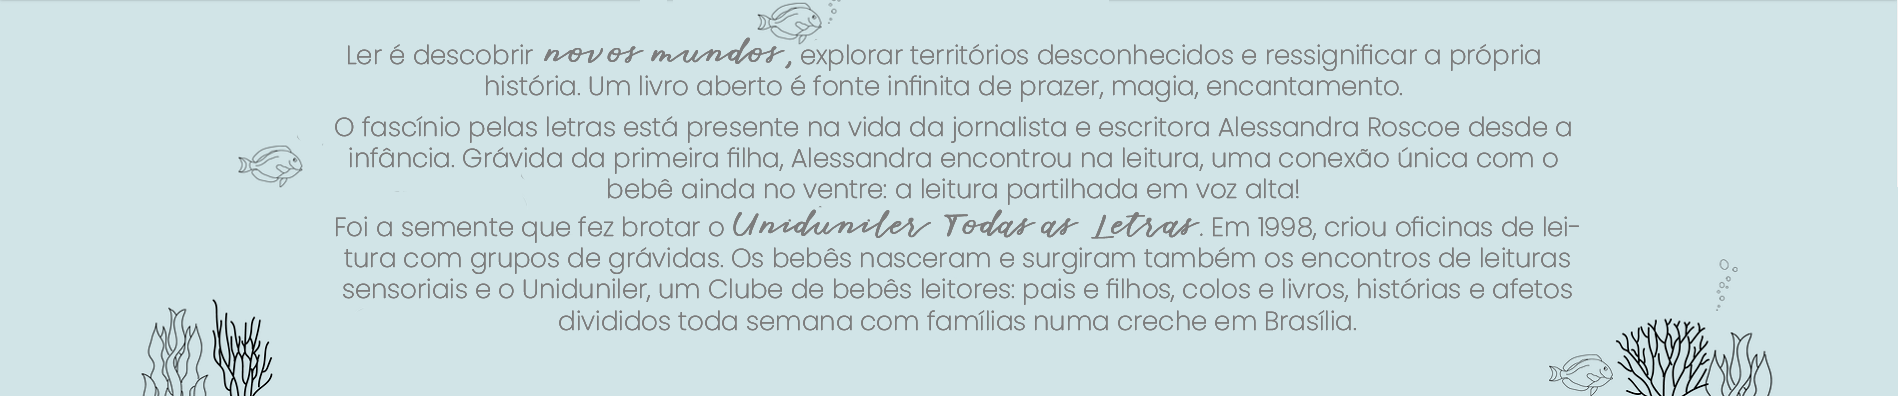 Ler é descobrir novos mundos, explorar territórios desconhecidos e ressignificar a própria
história. Um livro aberto é fonte infinita de prazer, magia, encantamento.
O fascínio pelas letras está presente na vida da jornalista e escritora Alessandra Roscoe desde a
infância. Grávida da primeira filha, Alessandra encontrou na leitura, uma conexão única com o
bebê ainda no ventre: a leitura partilhada em voz alta!
Foi a semente que fez brotar o Uniduniler Todas as Letras. Em 1998, criou oficinas de lei-
tura com grupos de grávidas. Os bebês nasceram e surgiram também os encontros de leituras
sensoriais e o Uniduniler, um Clube de bebês leitores: pais e filhos, colos e livros, histórias e afetos
divididos toda semana com famílias numa creche em Brasília.